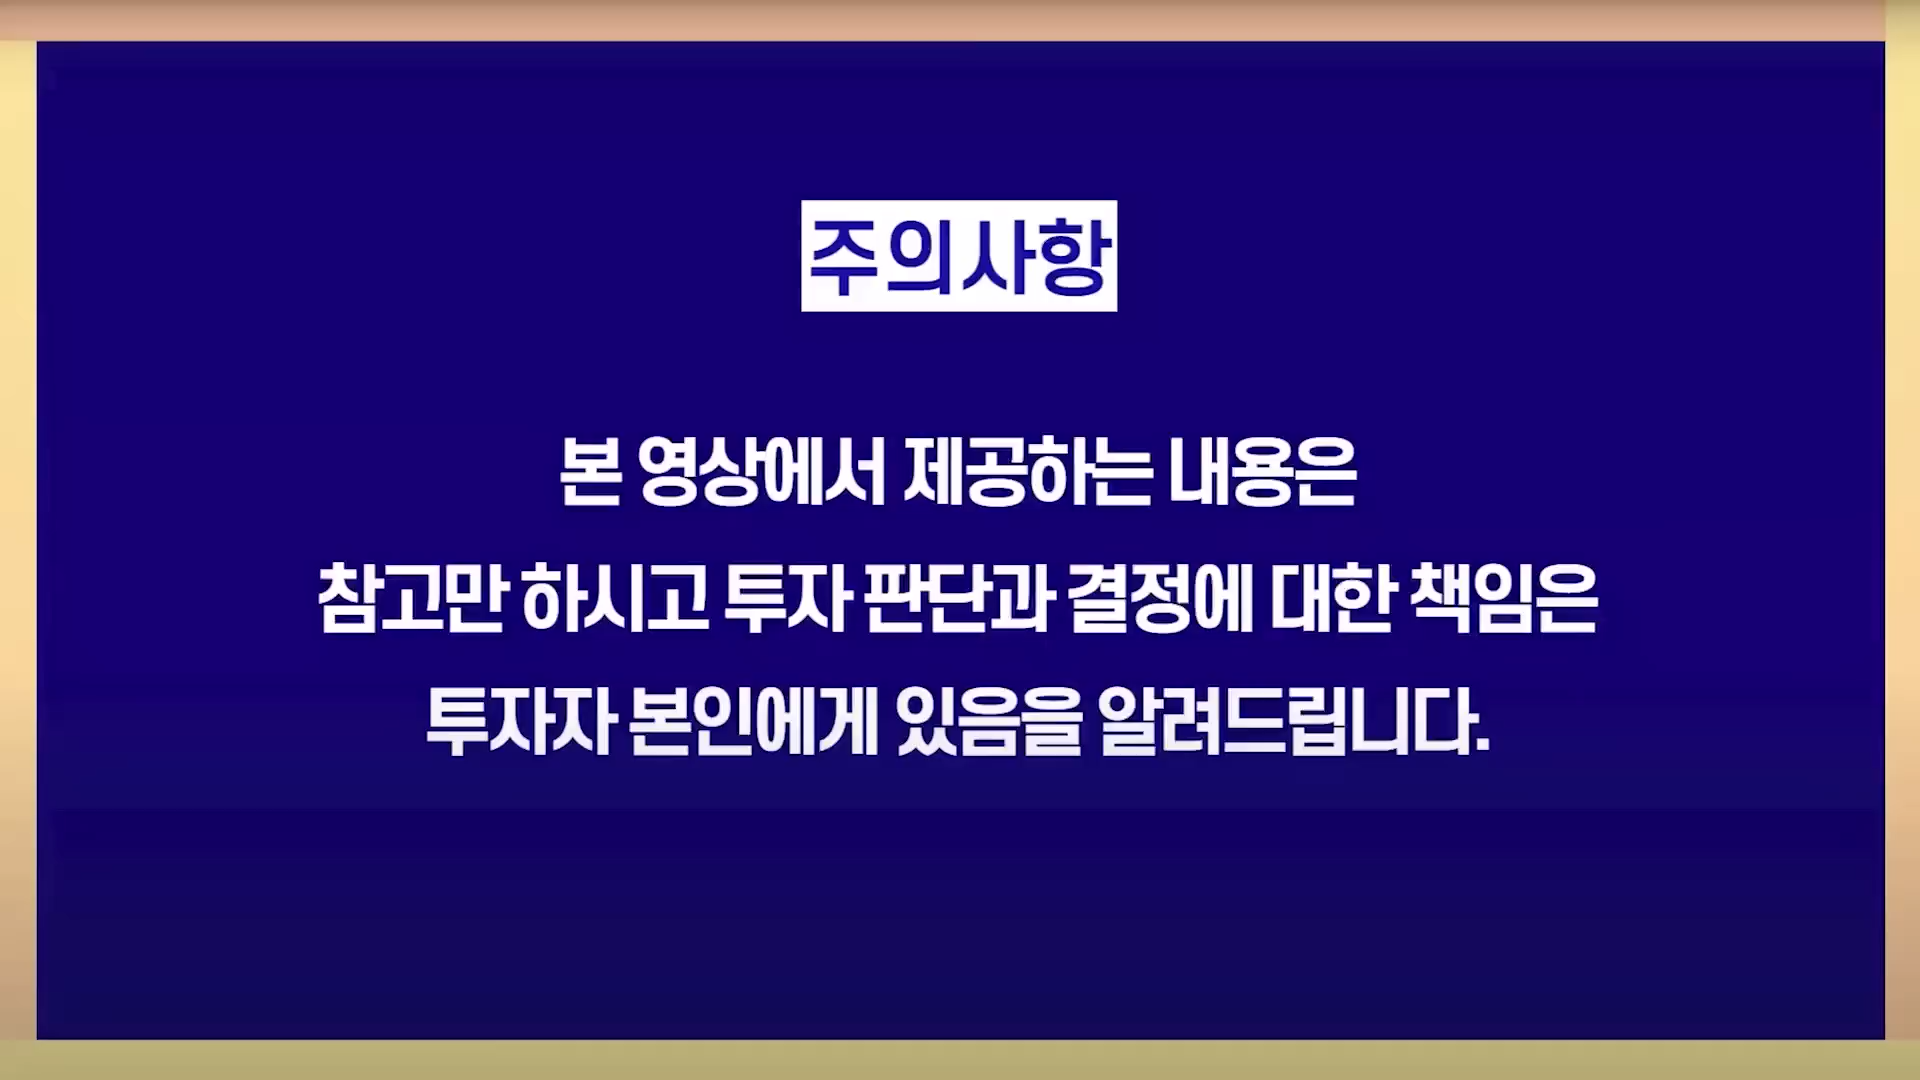 주의사항
본 영상에서 제공하는 내용은
참고만 하시고 투자 판단과 결정에 대한 책임은
투자자 본인에게 있음을 알려드립니다.